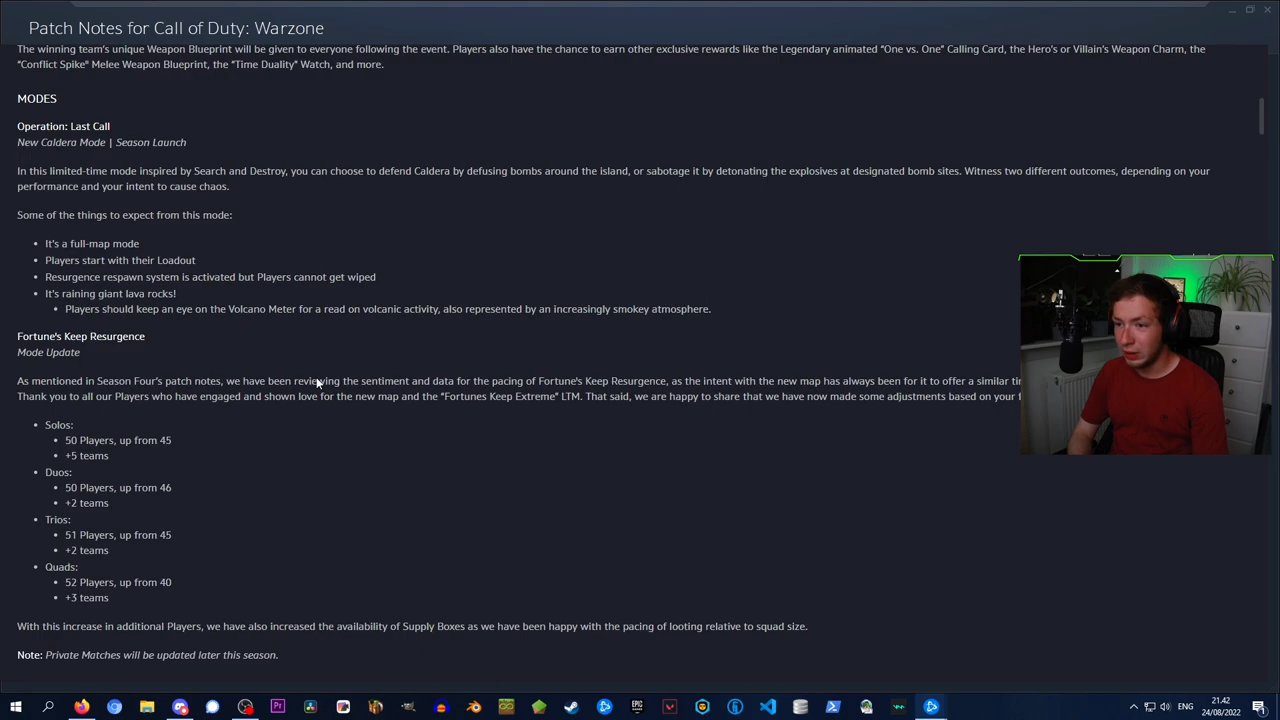 Patch Notes for Call of Duty: Warzone
The winning team's unique Weapon Blueprint will be given to everyone following the event. Players also have the chance to earn other exclusive rewards like the Legendary animated “One vs. One” Calling Card, the Hero's or Villain's Weapon Charm, the
“Conflict Spike” Melee Weapon Blueprint, the “Time Duality” Watch, and more.
MODES
Operation: Last Call
New Caldera Mode | Season Launch
In this limited-time mode inspired by Search and Destroy, you can choose to defend Caldera by defusing bombs around the island, or sabotage it by detonating the explosives at designated bomb sites. Witness two different outcomes, depending on your
performance and your intent to cause chaos.
Some of the things to expect from this mode:
• It's a full-map mode
• Players start with their Loadout
• Resurgence respawn system is activated but Players cannot get wiped
• It's raining giant lava rocks!
• Players should keep an eye on the Volcano Meter for a read on volcanic activity, also represented by an increasingly smokey atmosphere.
Fortune's Keep Resurgence
Mode Update
As mentioned in Season Four's patch notes, we have been reviewing the sentiment and data for the pacing of Fortune's Keep Resurgence, as the intent with the new map has always been for it to offer a similar
Thank you to all our Players who have engaged and shown love for the new map and the “Fortunes Keep Extreme” LTM. That said, we are happy to share that we have now made some adjustments based on your
• Solos:
• 50 Players, up from 45
• +5 teams
• Duos:
• 50 Players, up from 46
• +2 teams
• Trios:
• 51 Players, up from 45
• +2 teams
• Quads:
• 52 Players, up from 40
• +3 teams
With this increase in additional Players, we have also increased the availability of Supply Boxes as we have been happy with the pacing of looting relative to squad size.
Note: Private Matches will be updated later this season.
Pr
EPIC
ENG
21.42
24/08/2022